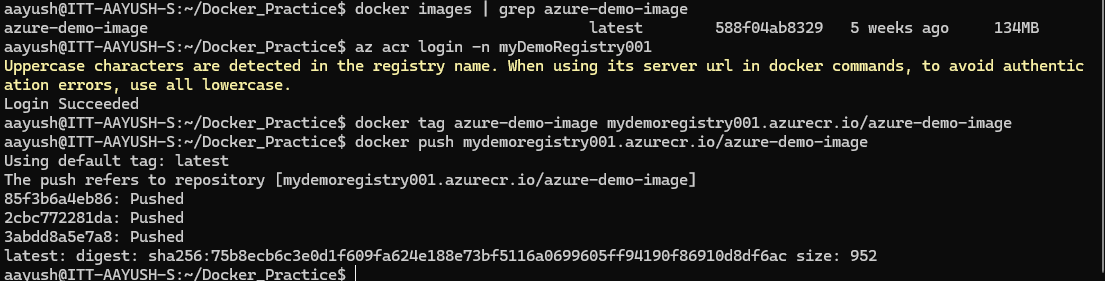 aayush@ITT-AAYUSH-S:~/Docker_Practice$ docker images | grep azure-demo-image
azure-demo-image latest 588f04ab8329 5 weeks ago 134MB
aayush@ITT-AAYUSH-S:~/Docker_Practice$ az acr login -n myDemoRegistry001
Uppercase characters are detected in the registry name. When using its server url in docker commands, to avoid authentic
ation errors, use all lowercase.
Login Succeeded
aayush@ITT-AAYUSH-S:~/Docker_Practice$ docker tag azure-demo-image mydemoregistry001.azurecr.io/azure-demo-image
aayush@ITT-AAYUSH-S:~/Docker_Practice$ docker push mydemoregistry001.azurecr.io/azure-demo-image
Using default tag: latest
The push refers to repository [mydemoregistry001.azurecr.io/azure-demo-image]
85f3b6a4eb86: Pushed
2cbc772281da: Pushed
3abdd8a5e7a8: Pushed
latest: digest: sha256:75b8ecb6c3e0d1f609fa624e188e73bf5116a0699605ff94190f86910d8df6ac size: 952
aayush@ITT-AAYUSH-S:~/Docker_Practice$